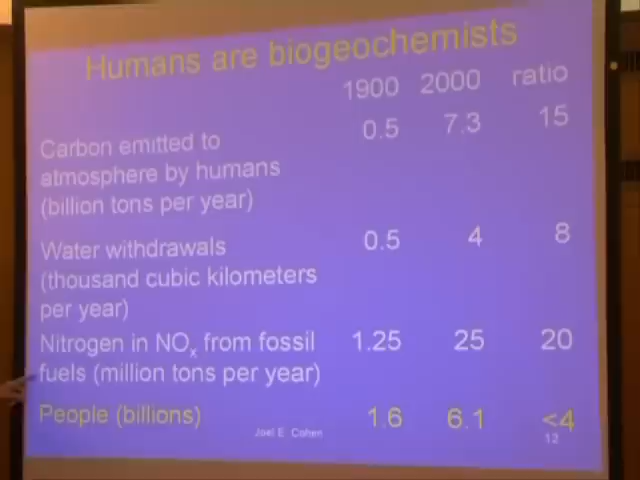 Humans are biogeochemists
1900 2000 ratio
Carbon emitted to 0.5 7.3 15
atmosphere by humans
(billion tons per year)
Water withdrawals 0.5 4 8
(thousand cubic kilometers
per year)
Nitrogen in NOx from fossil 1.25 25 20
fuels (million tons per year)
People (billions) 1.6 6.1 <4
Joel E. Cohen 12